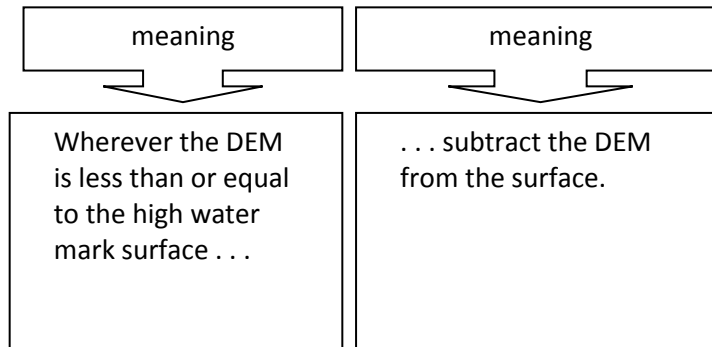 meaning
meaning
Wherever the DEM
is less than or equal
to the high water
mark surface . . .
. . . subtract the DEM
from the surface.